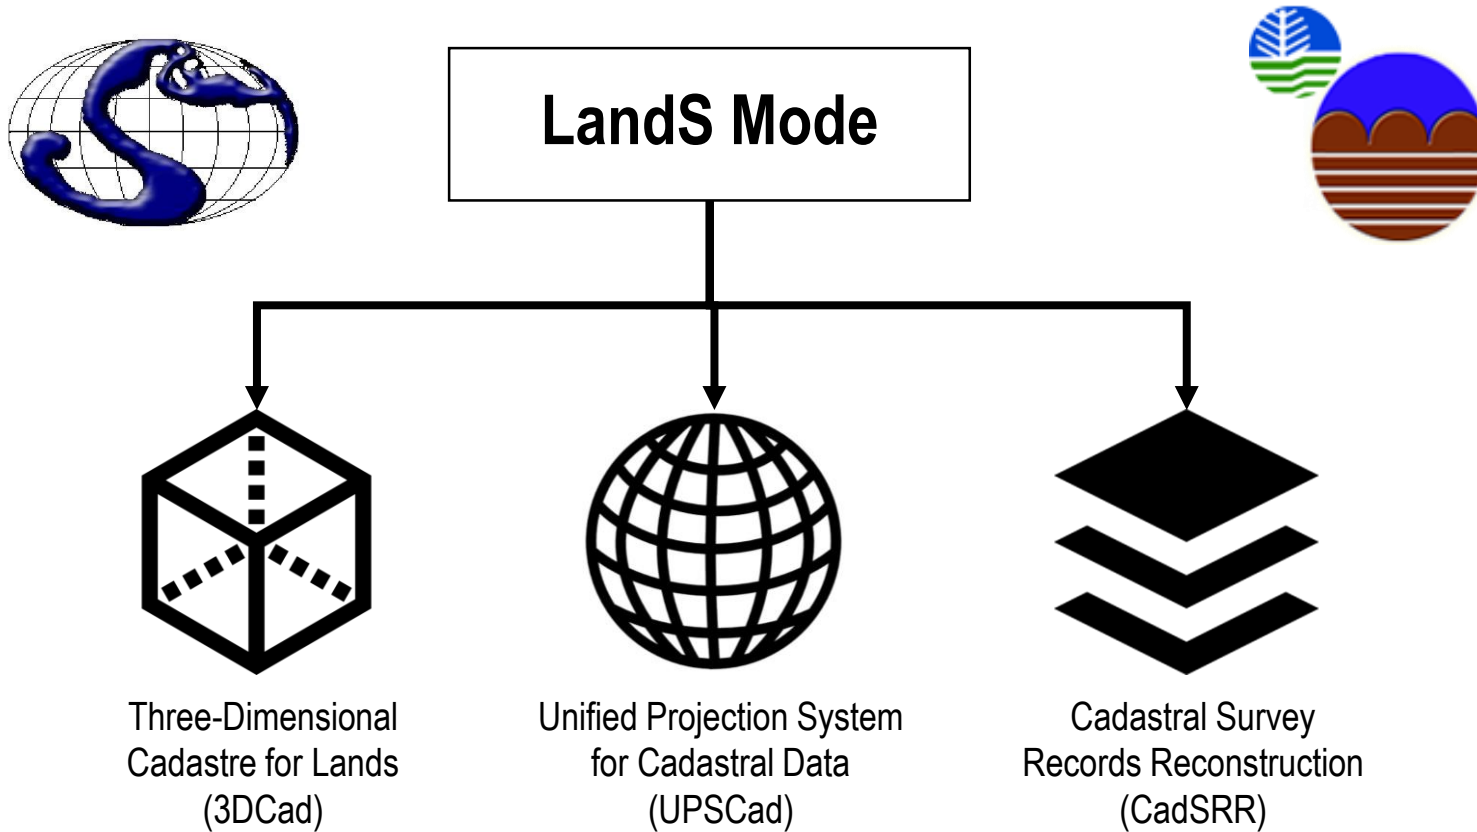 LandS Mode
Three-Dimensional
Cadastre for Lands
(3DCad)
Unified Projection System
for Cadastral Data
(UPSCad)
Cadastral Survey
Records Reconstruction
(CadSRR)